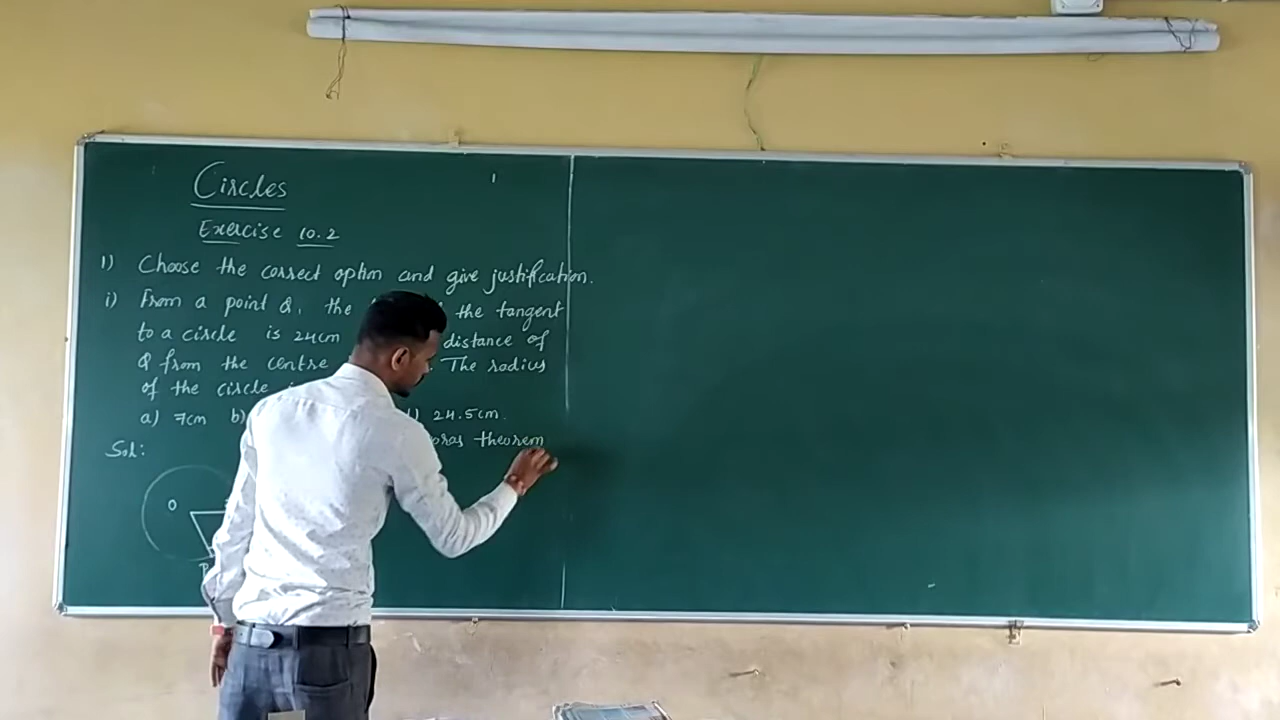 Circles
Exercise 10.2
1) Choose the correct option and give justification.
i) From a point Q, the the tangent
to a circle is 24cm distance of
Q from the centre . The radius
of the circle
a) 7cm b) d) 24.5cm.
Sol: theorem
O
P